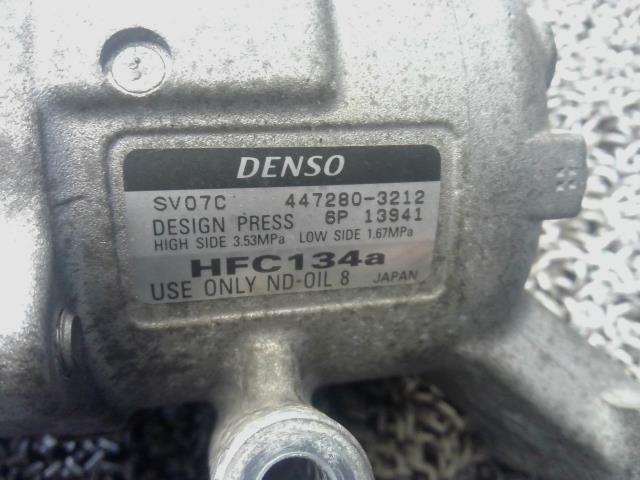 DENSO
SV07C 447280-3212
DESIGN PRESS 6P 13941
HIGH SIDE 3.53MPa LOW SIDE 1.67MPa
HFC134a
USE ONLY ND-OIL 8 JAPAN